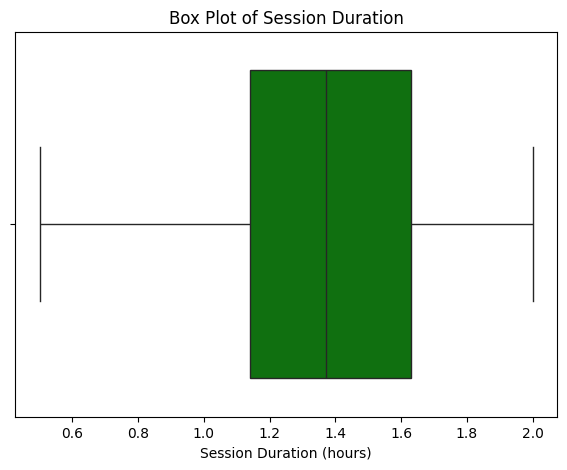 Box Plot of Session Duration
0.6 0.8 1.0 1.2 1.4 1.6 1.8 2.0
Session Duration (hours)